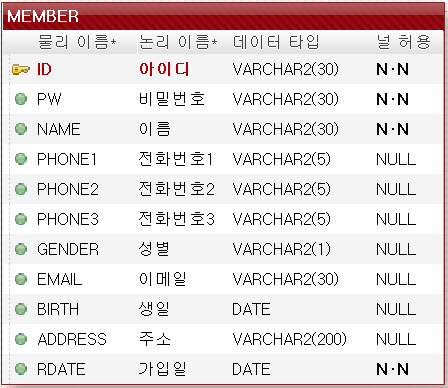 MEMBER
물리 이름* 논리 이름* 데이터 타입 널 허용
ID 아이디 VARCHAR2(30) N·N
PW 비밀번호 VARCHAR2(30) N·N
NAME 이름 VARCHAR2(30) N·N
PHONE1 전화번호1 VARCHAR2(5) NULL
PHONE2 전화번호2 VARCHAR2(5) NULL
PHONE3 전화번호3 VARCHAR2(5) NULL
GENDER 성별 VARCHAR2(1) NULL
EMAIL 이메일 VARCHAR2(30) NULL
BIRTH 생일 DATE NULL
ADDRESS 주소 VARCHAR2(200) NULL
RDATE 가입일 DATE N·N